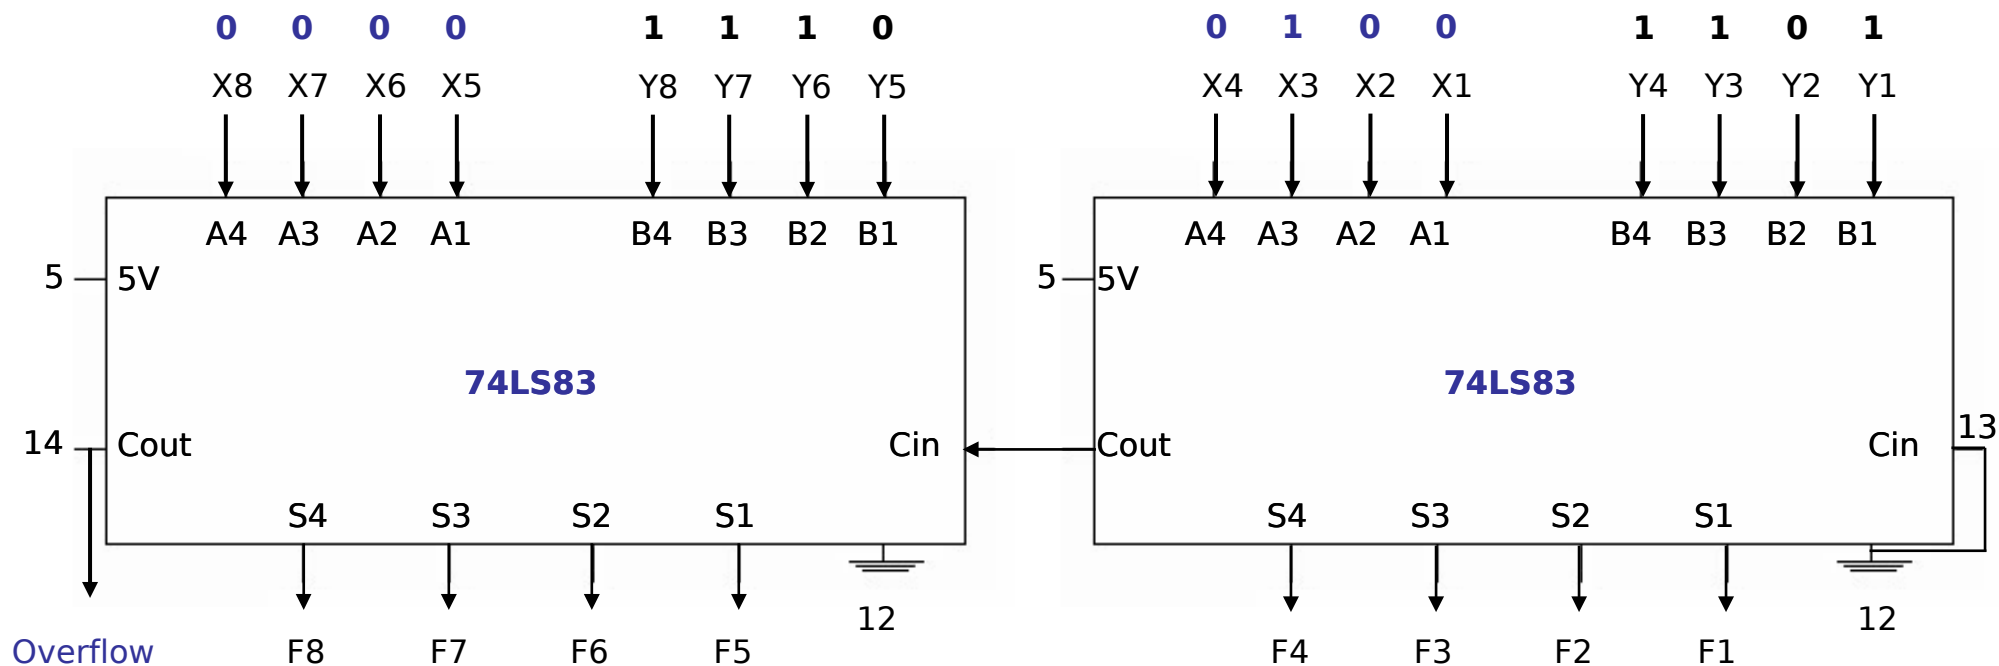 0 0 0 0 1 1 1 0 0 1 0 0 1 1 0 1
X8 X7 X6 X5 Y8 Y7 Y6 Y5 X4 X3 X2 X1 Y4 Y3 Y2 Y1
A4 A3 A2 A1 B4 B3 B2 B1 A4 A3 A2 A1 B4 B3 B2 B1
5 5V 5 5V
74LS83 74LS83
14 Cout Cin Cout Cin 13
S4 S3 S2 S1 S4 S3 S2 S1
12 12
Overflow F8 F7 F6 F5 F4 F3 F2 F1